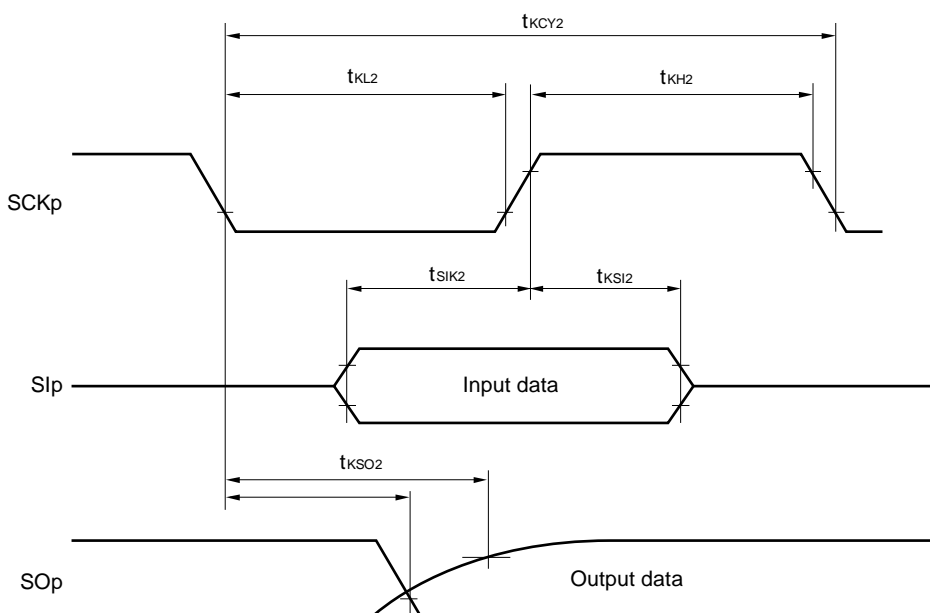 tKCY2
tKL2
tKH2
SCKp
tSIK2
tKSI2
SIp
Input data
tKSO2
SOp
Output data